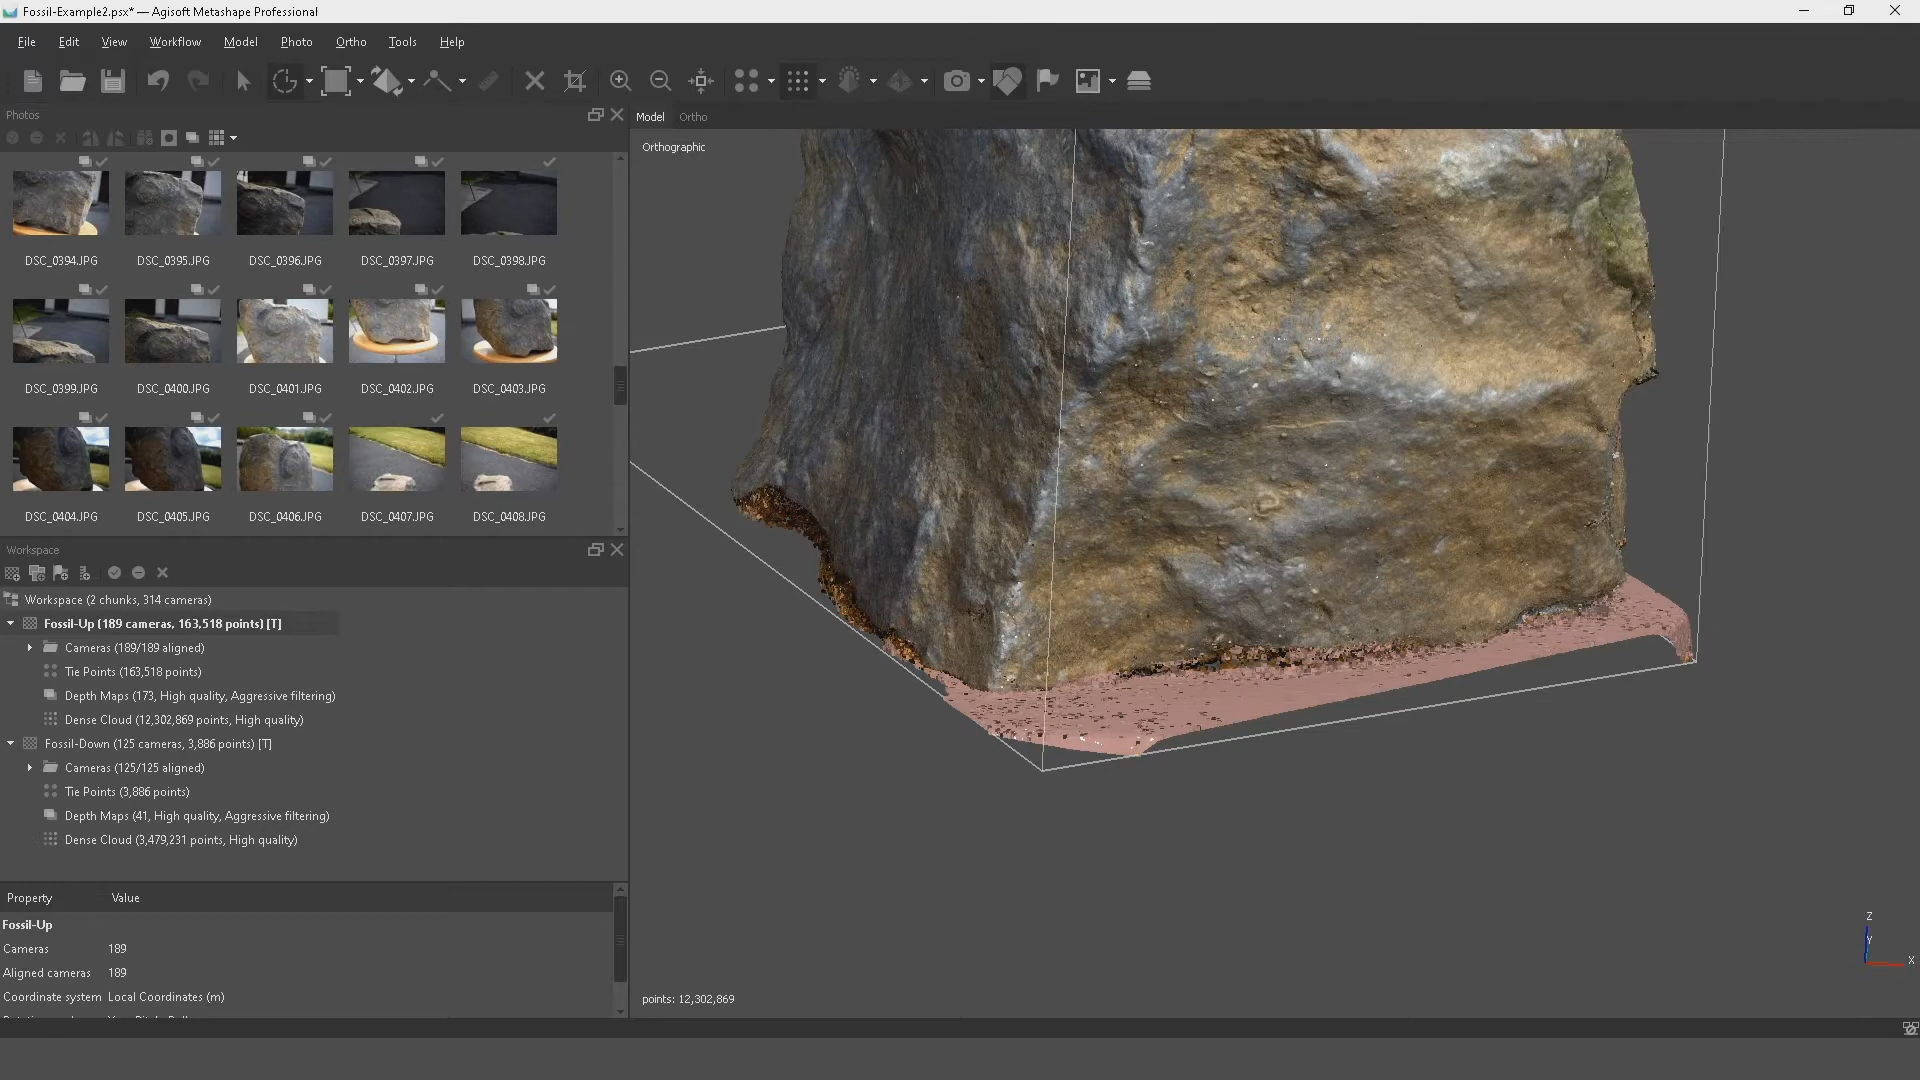 Fossil-Example2.psx* — Agisoft Metashape Professional
File Edit View Workflow Model Photo Ortho Tools Help
Photos
Model Ortho
Orthographic
DSC_0394.JPG DSC_0395.JPG DSC_0396.JPG DSC_0397.JPG DSC_0398.JPG
DSC_0399.JPG DSC_0400.JPG DSC_0401.JPG DSC_0402.JPG DSC_0403.JPG
DSC_0404.JPG DSC_0405.JPG DSC_0406.JPG DSC_0407.JPG DSC_0408.JPG
Workspace
Workspace (2 chunks, 314 cameras)
Fossil-Up (189 cameras, 163,518 points) [T]
Cameras (189/189 aligned)
Tie Points (163,518 points)
Depth Maps (173, High quality, Aggressive filtering)
Dense Cloud (12,302,869 points, High quality)
Fossil-Down (125 cameras, 3,886 points) [T]
Cameras (125/125 aligned)
Tie Points (3,886 points)
Depth Maps (41, High quality, Aggressive filtering)
Dense Cloud (3,479,231 points, High quality)
Property Value
Fossil-Up
Cameras 189
Aligned cameras 189
Coordinate system Local Coordinates (m)
points: 12,302,869
Z
Y
X